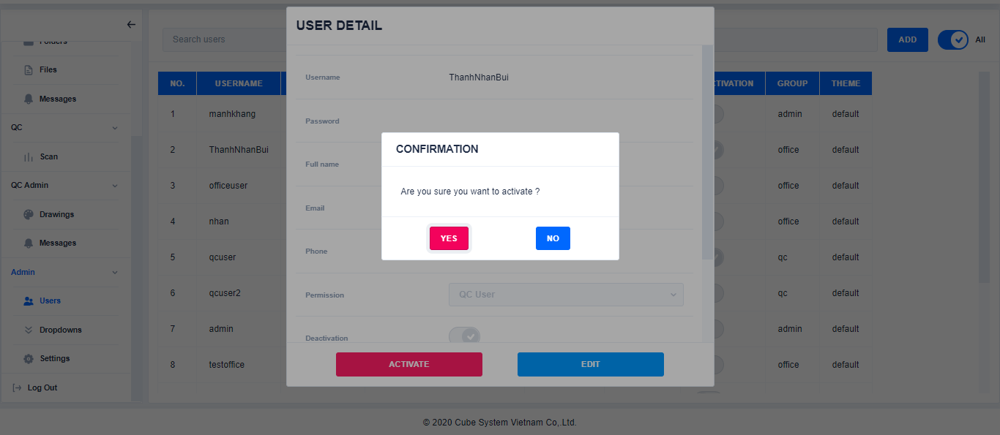 USER DETAIL
Search users
ADD
All
Folders
Files
Messages
QC
Scan
QC Admin
Drawings
Messages
Admin
Users
Dropdowns
Settings
Log Out
NO. USERNAME TIVATION GROUP THEME
1 manhkhang admin default
2 ThanhNhanBui office default
3 officeuser office default
4 nhan office default
5 qcuser qc default
6 qcuser2 qc default
7 admin admin default
8 testoffice office default
Username ThanhNhanBui
Password
Full name
Email
Phone
Permission QC User
Deactivation
ACTIVATE EDIT
CONFIRMATION
Are you sure you want to activate ?
YES NO
© 2020 Cube System Vietnam Co,.Ltd.